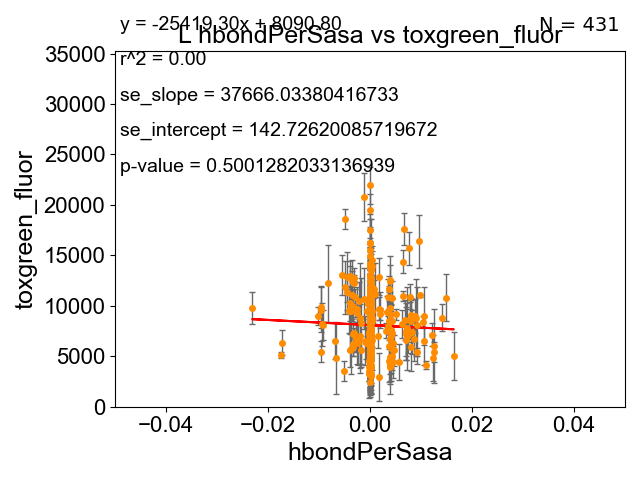 y = -25419.30x + 8090.80
N = 431
L hbondPerSasa vs toxgreen_fluor
r^2 = 0.00
se_slope = 37666.03380416733
se_intercept = 142.72620085719672
p-value = 0.5001282033136939
35000
30000
25000
20000
15000
10000
5000
0
toxgreen_fluor
−0.04
−0.02
0.00
0.02
0.04
hbondPerSasa